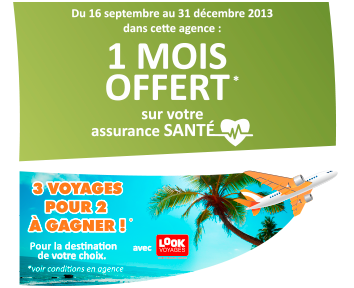 Du 16 septembre au 31 décembre 2013
dans cette agence :
1 MOIS
OFFERT*
sur votre
assurance SANTÉ
3 VOYAGES
POUR 2
À GAGNER !*
Pour la destination
de votre choix.
avec
LOOK
VOYAGES
*voir conditions en agence